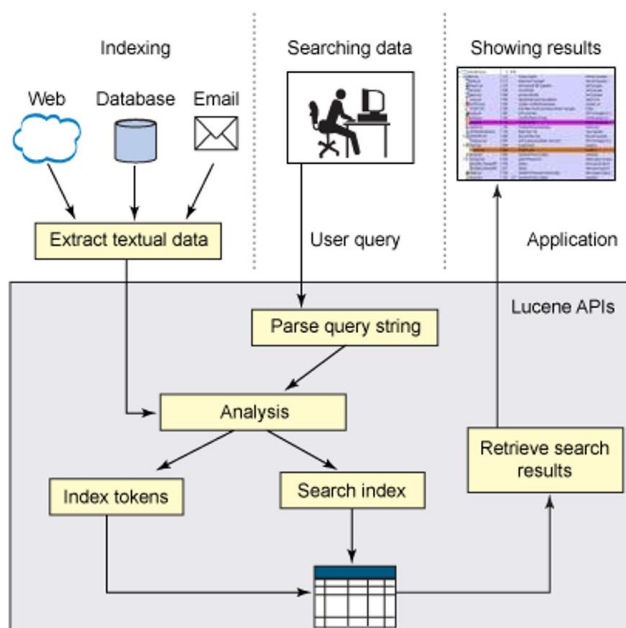 Indexing
Searching data
Showing results
Web
Database
Email
Extract textual data
User query
Application
Lucene APIs
Parse query string
Analysis
Retrieve search
results
Index tokens
Search index